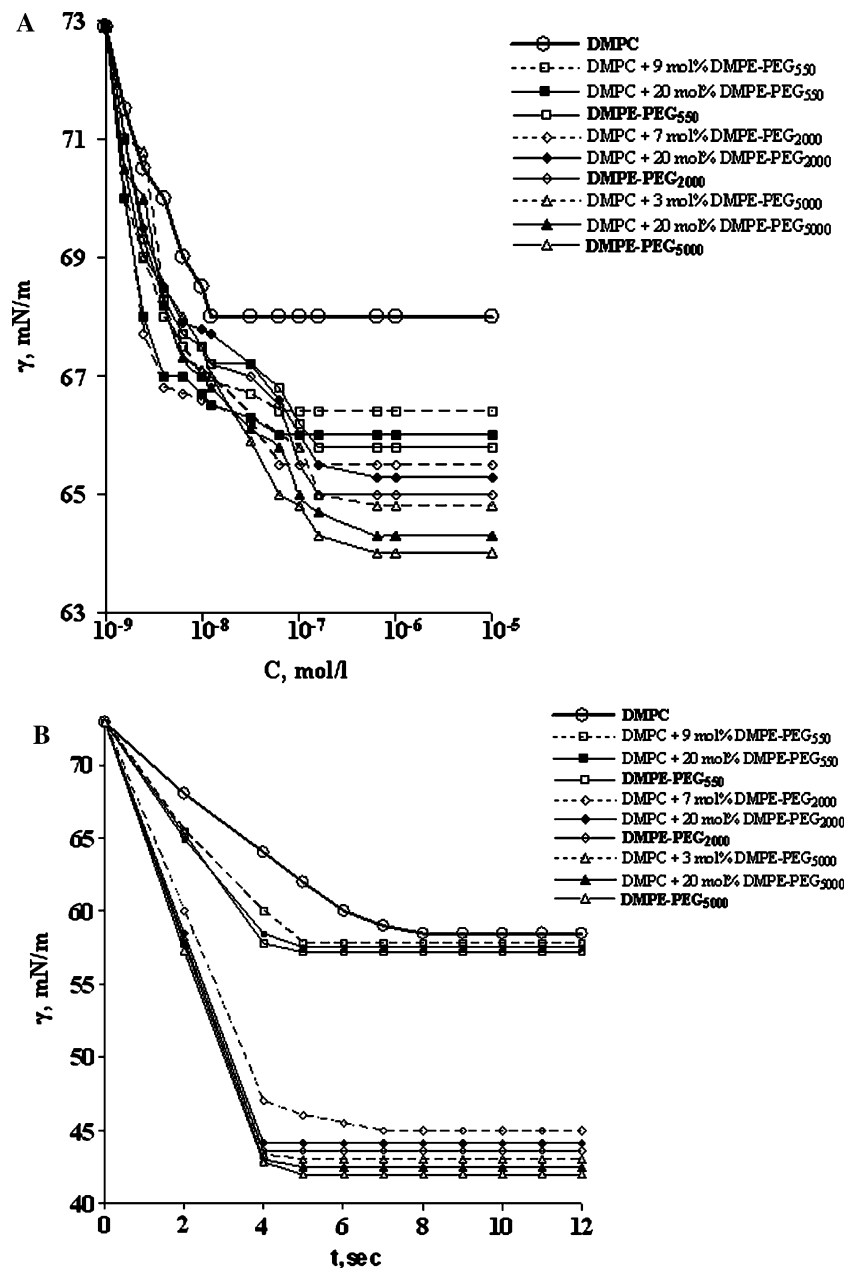 A
73
71
69
67
65
63
γ, mN/m
10-9
10-8
10-7
10-6
10-5
C, mol/l
DMPC
DMPC + 9 mol% DMPE-PEG550
DMPC + 20 mol% DMPE-PEG550
DMPE-PEG550
DMPC + 7 mol% DMPE-PEG2000
DMPC + 20 mol% DMPE-PEG2000
DMPE-PEG2000
DMPC + 3 mol% DMPE-PEG5000
DMPC + 20 mol% DMPE-PEG5000
DMPE-PEG5000
B
70
65
60
55
50
45
40
γ, mN/m
0
2
4
6
8
10
12
t,sec
DMPC
DMPC + 9 mol% DMPE-PEG550
DMPC + 20 mol% DMPE-PEG550
DMPE-PEG550
DMPC + 7 mol% DMPE-PEG2000
DMPC + 20 mol% DMPE-PEG2000
DMPE-PEG2000
DMPC + 3 mol% DMPE-PEG5000
DMPC + 20 mol% DMPE-PEG5000
DMPE-PEG5000